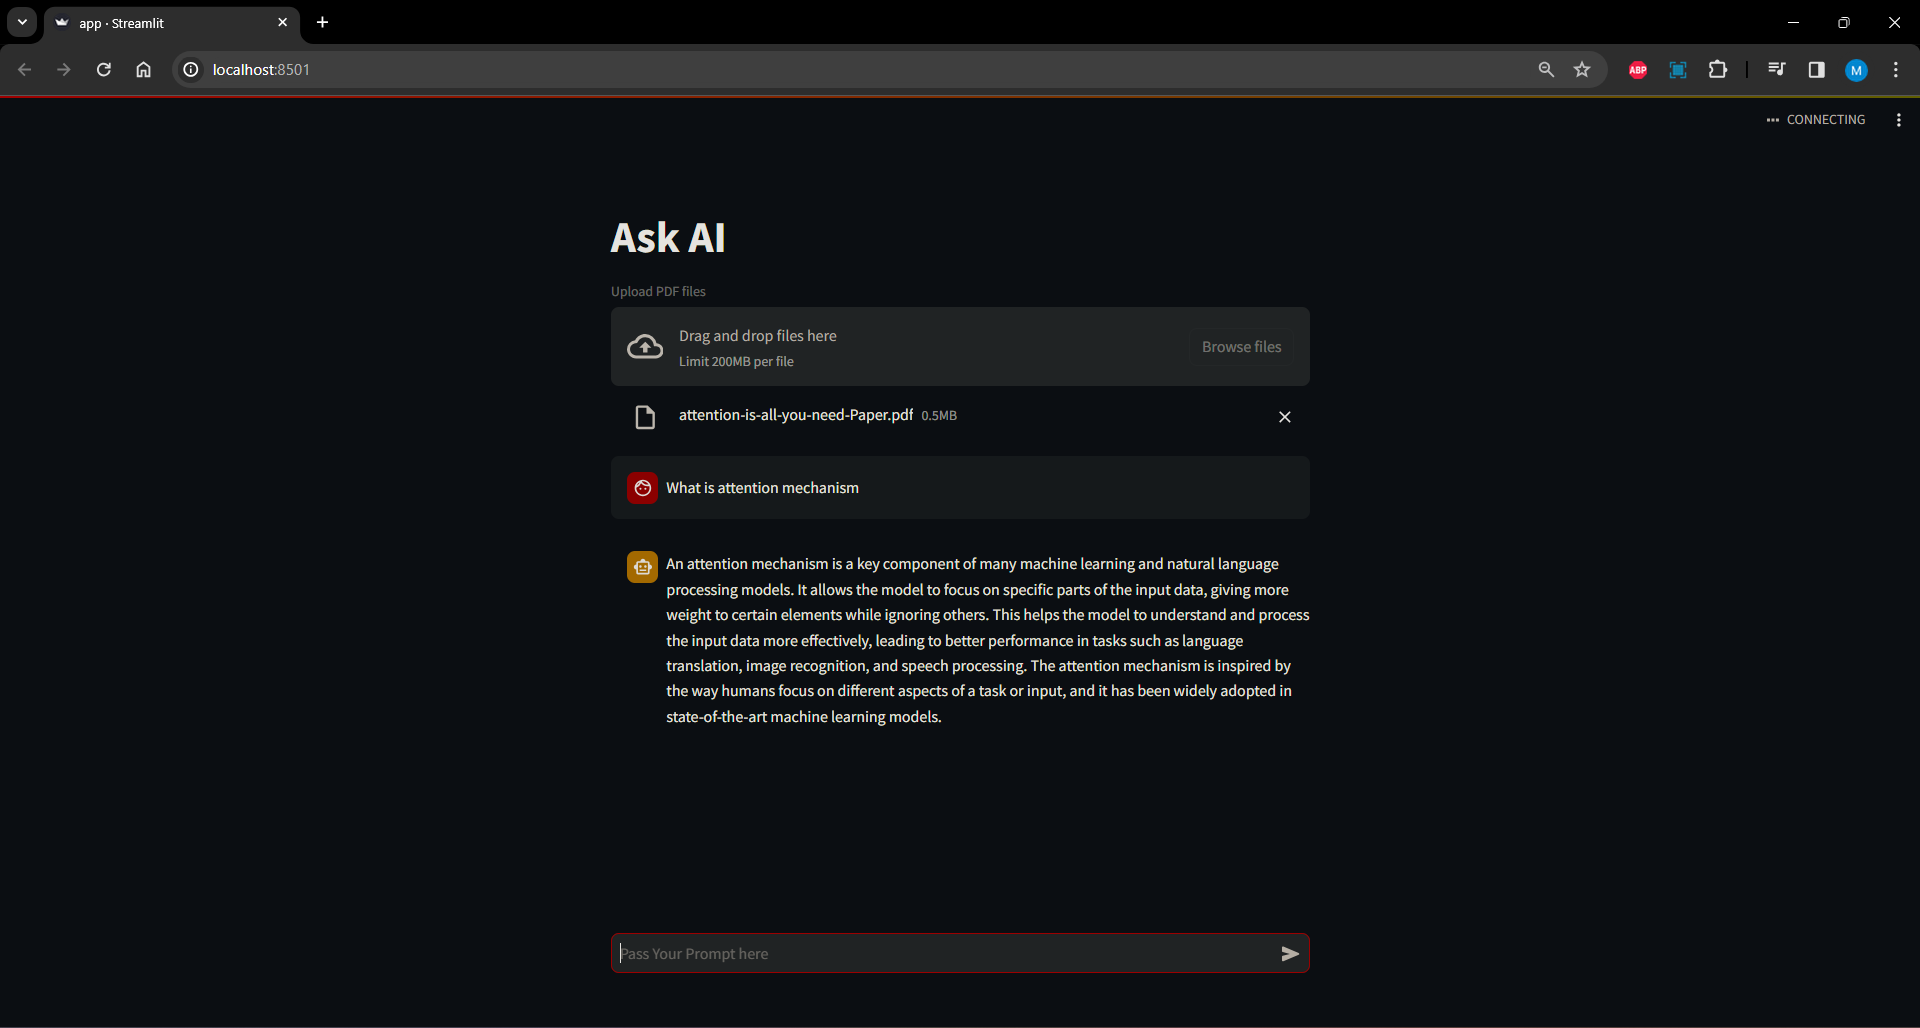 app · Streamlit
localhost:8501
ABP
M
CONNECTING
Ask AI
Upload PDF files
Drag and drop files here
Limit 200MB per file
Browse files
attention-is-all-you-need-Paper.pdf 0.5MB
What is attention mechanism
An attention mechanism is a key component of many machine learning and natural language
processing models. It allows the model to focus on specific parts of the input data, giving more
weight to certain elements while ignoring others. This helps the model to understand and process
the input data more effectively, leading to better performance in tasks such as language
translation, image recognition, and speech processing. The attention mechanism is inspired by
the way humans focus on different aspects of a task or input, and it has been widely adopted in
state-of-the-art machine learning models.
Pass Your Prompt here